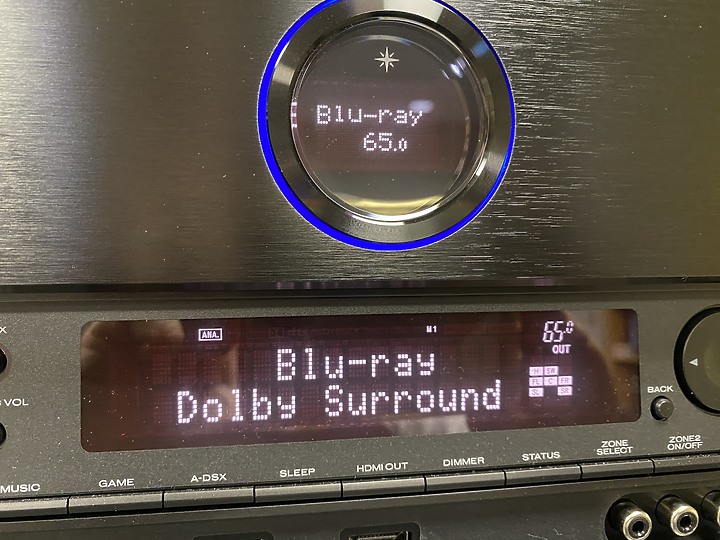 Blu-ray
65.0
ANA.
M1
65.0
OUT
Blu-ray
Dolby Surround
H SW
FL C FR
SL SR
X
VOL
BACK
MUSIC
GAME
A-DSX
SLEEP
HDMI OUT
DIMMER
STATUS
ZONE
SELECT
ZONE2
ON/OFF